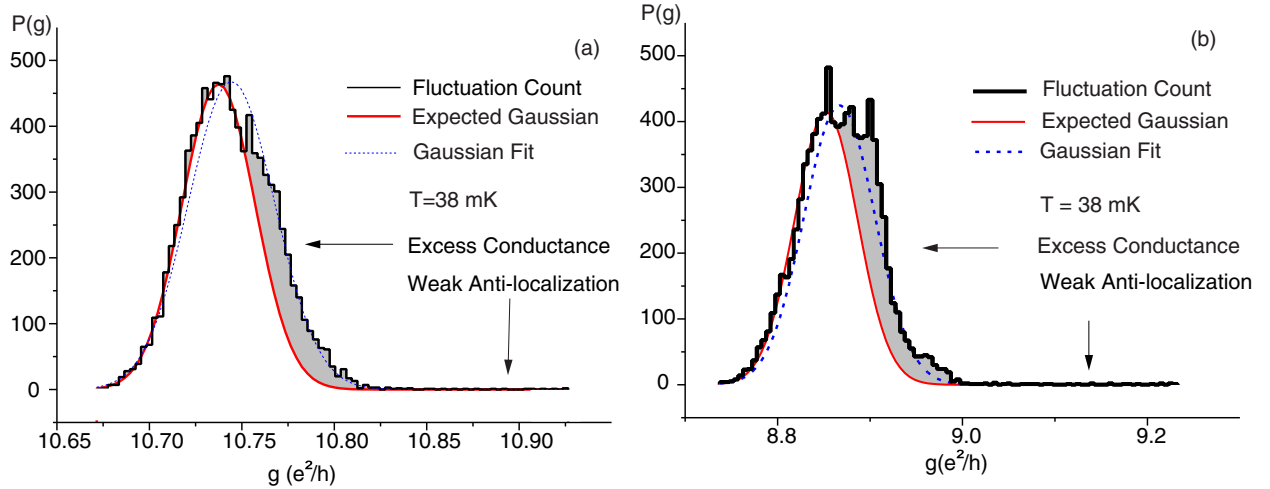 P(g)
(a)
500
400
300
200
100
0
Fluctuation Count
Expected Gaussian
Gaussian Fit
T=38 mK
Excess Conductance
Weak Anti-localization
10.65 10.70 10.75 10.80 10.85 10.90
g (e²/h)
P(g)
(b)
500
400
300
200
100
0
Fluctuation Count
Expected Gaussian
Gaussian Fit
T = 38 mK
Excess Conductance
Weak Anti-localization
8.8 9.0 9.2
g(e²/h)